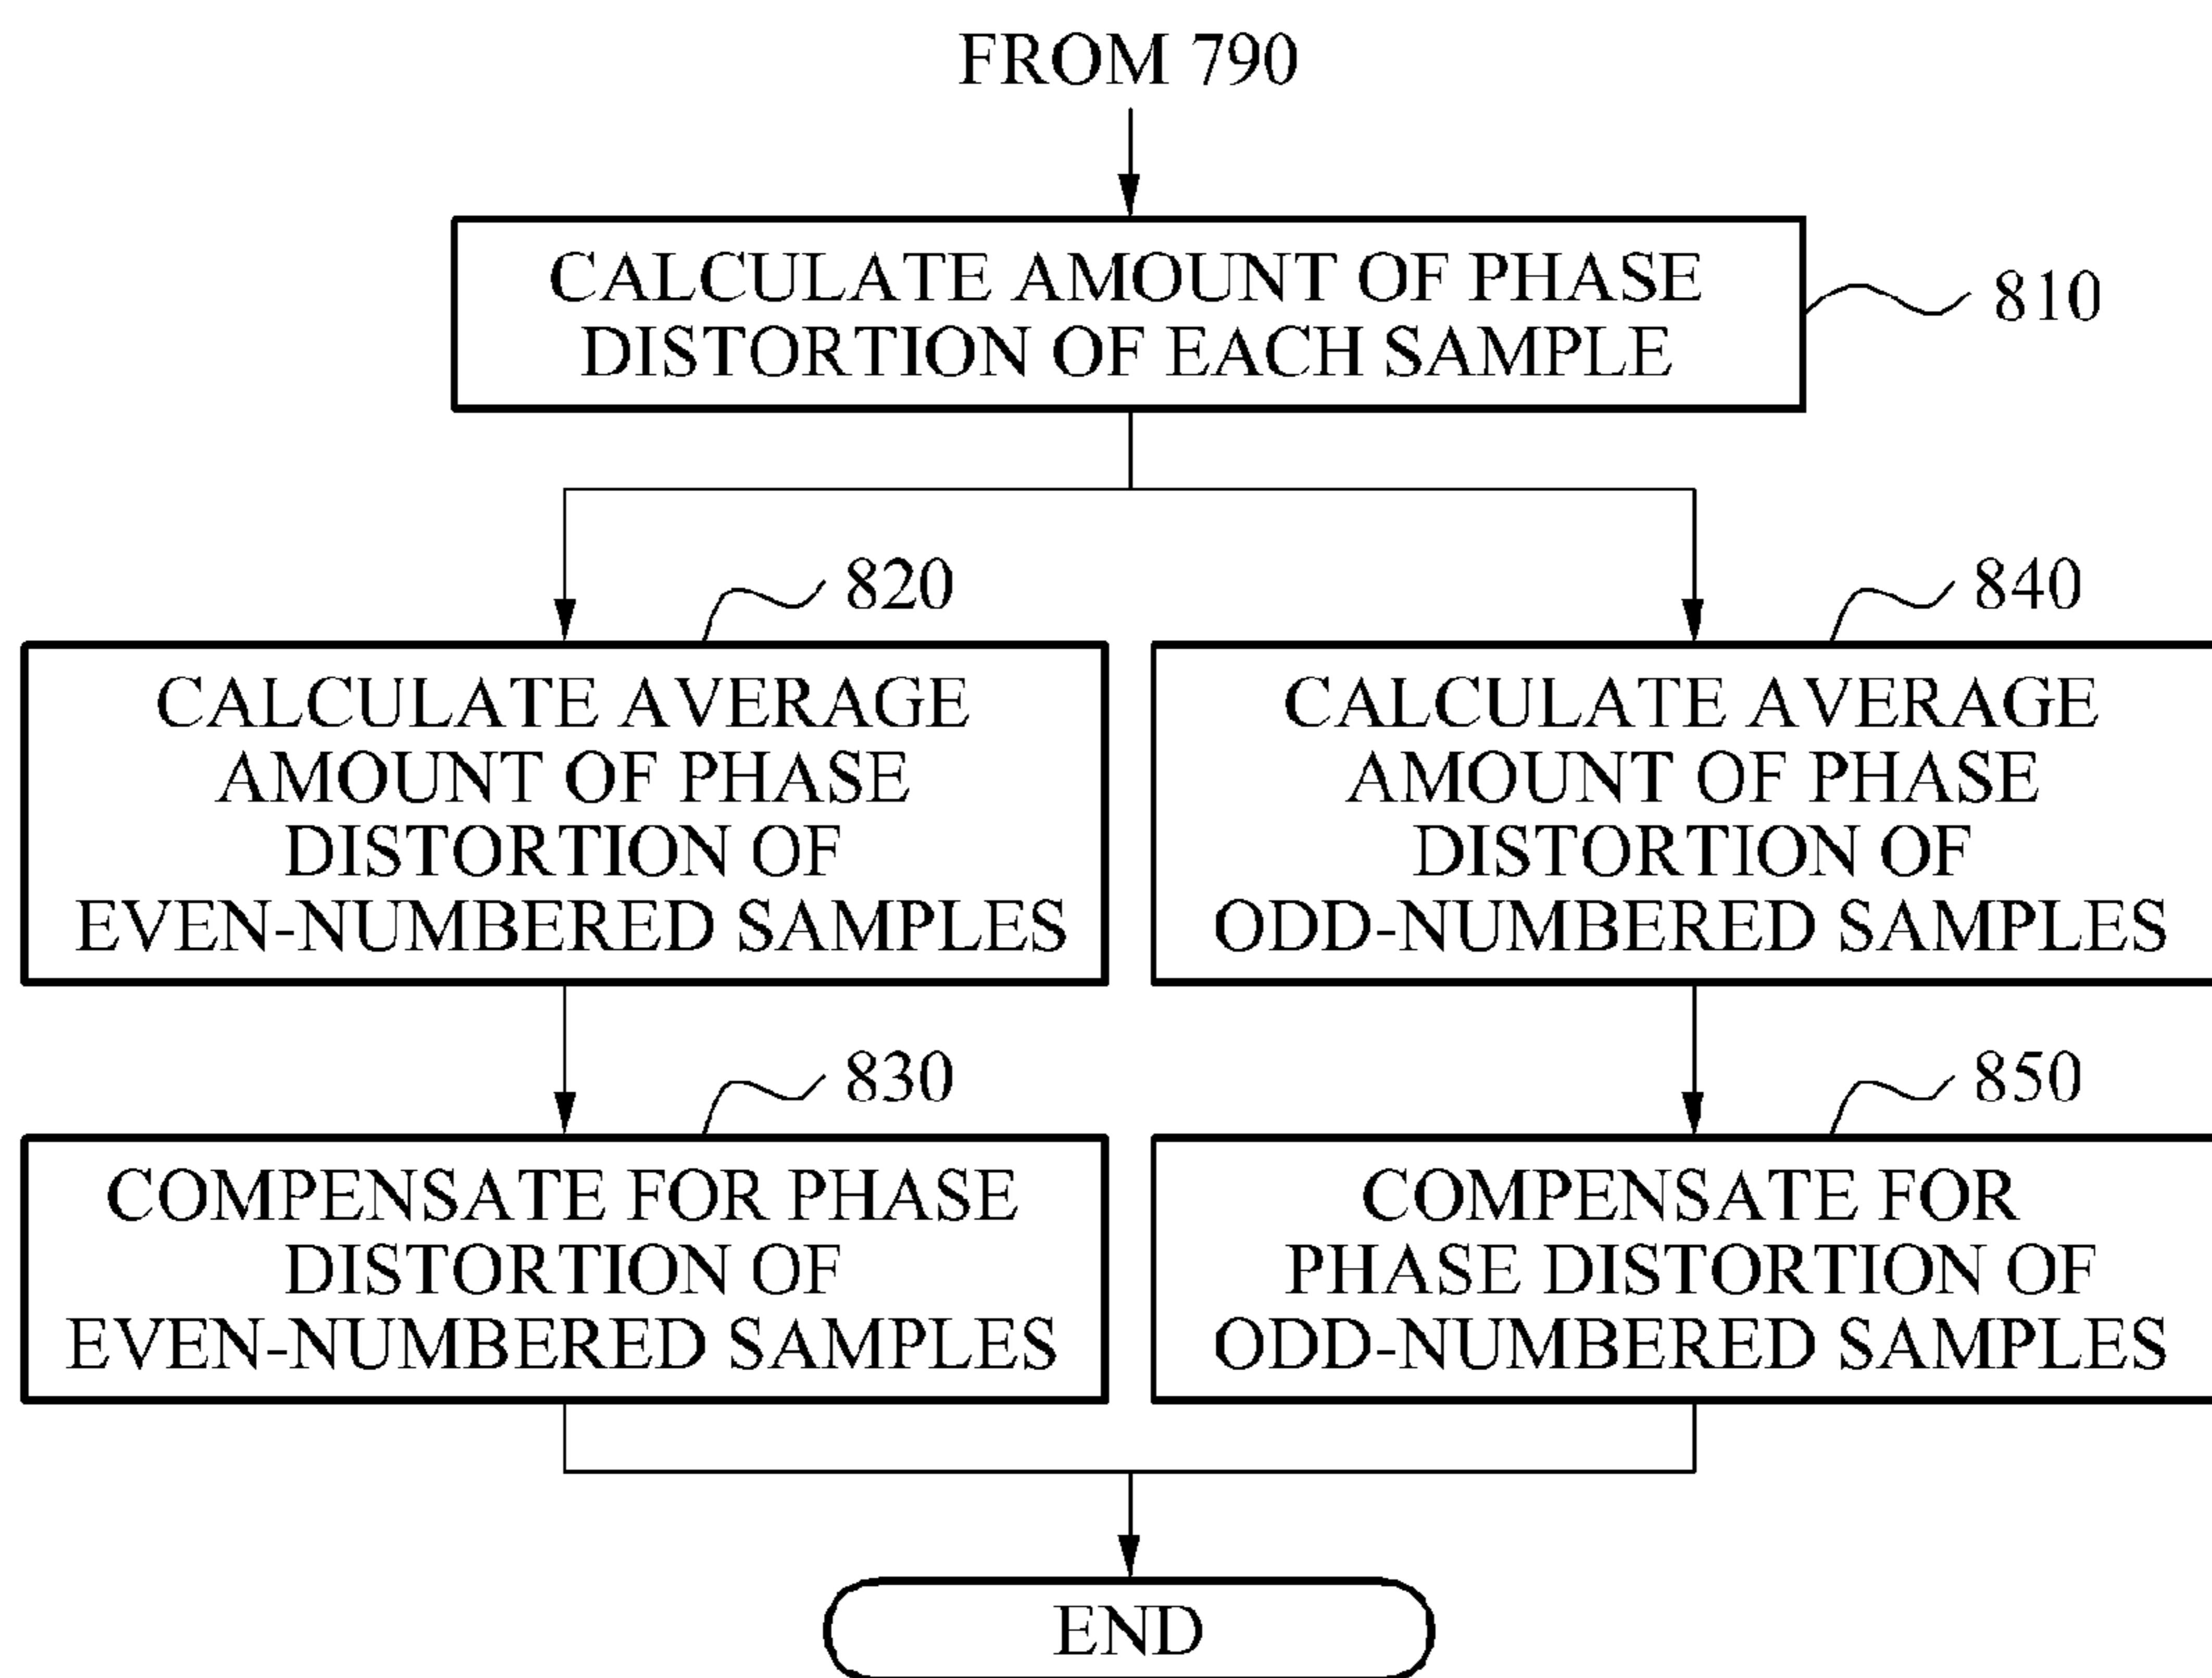 FROM 790
CALCULATE AMOUNT OF PHASE
DISTORTION OF EACH SAMPLE
810
820
CALCULATE AVERAGE
AMOUNT OF PHASE
DISTORTION OF
EVEN-NUMBERED SAMPLES
830
COMPENSATE FOR PHASE
DISTORTION OF
EVEN-NUMBERED SAMPLES
840
CALCULATE AVERAGE
AMOUNT OF PHASE
DISTORTION OF
ODD-NUMBERED SAMPLES
850
COMPENSATE FOR
PHASE DISTORTION OF
ODD-NUMBERED SAMPLES
END